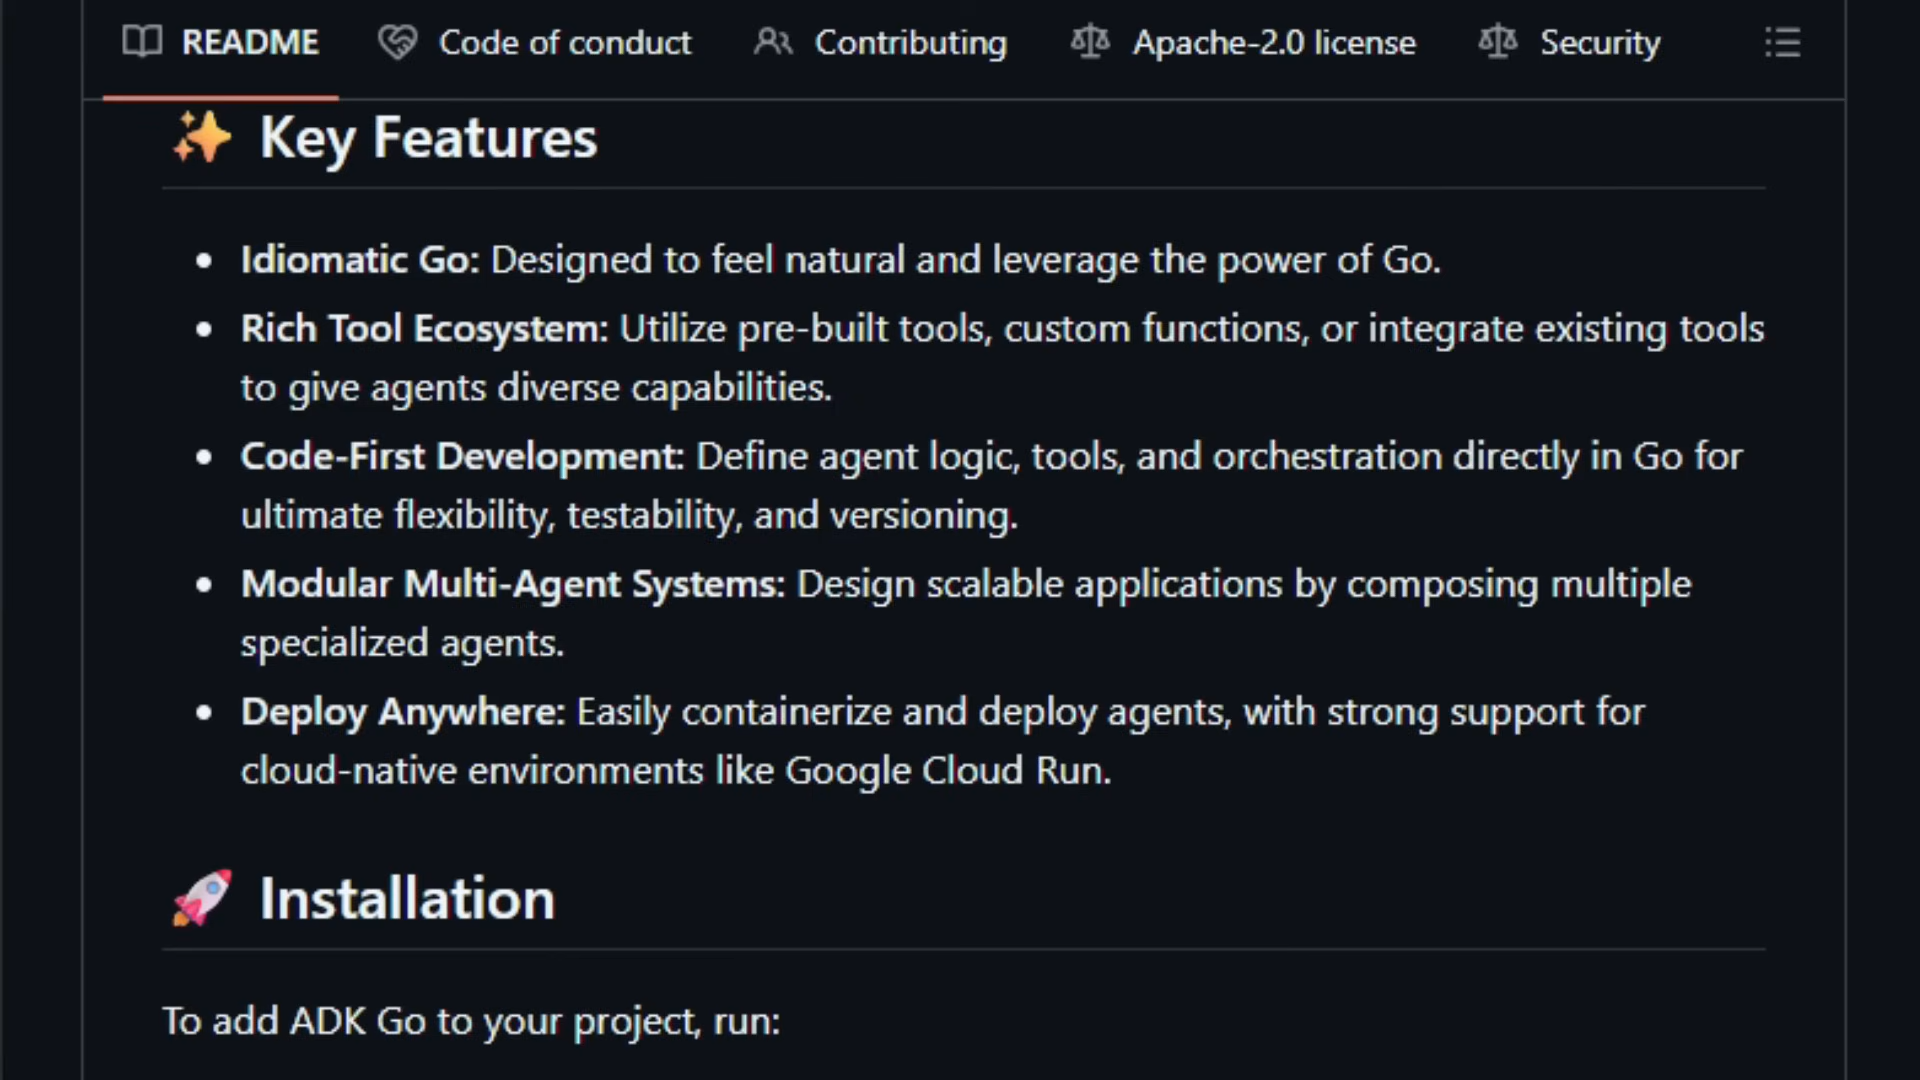 README Code of conduct Contributing Apache-2.0 license Security
✨ Key Features
• Idiomatic Go: Designed to feel natural and leverage the power of Go.
• Rich Tool Ecosystem: Utilize pre-built tools, custom functions, or integrate existing tools
to give agents diverse capabilities.
• Code-First Development: Define agent logic, tools, and orchestration directly in Go for
ultimate flexibility, testability, and versioning.
• Modular Multi-Agent Systems: Design scalable applications by composing multiple
specialized agents.
• Deploy Anywhere: Easily containerize and deploy agents, with strong support for
cloud-native environments like Google Cloud Run.
🚀 Installation
To add ADK Go to your project, run: